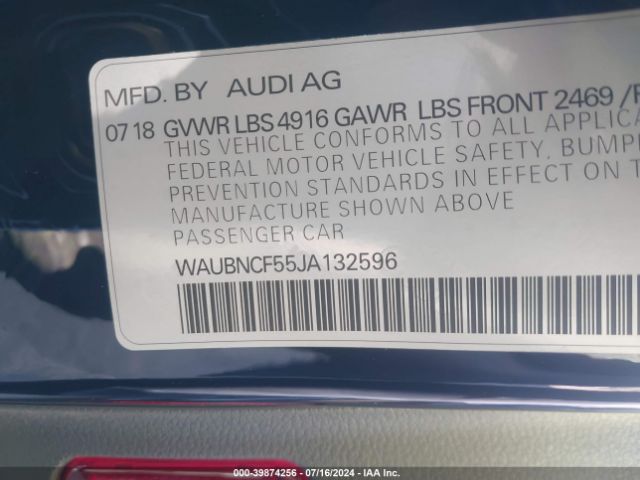 MFD. BY AUDI AG
07 18 GVWR LBS 4916 GAWR LBS FRONT 2469 /R
THIS VEHICLE CONFORMS TO ALL APPLICA
FEDERAL MOTOR VEHICLE SAFETY, BUMP
PREVENTION STANDARDS IN EFFECT ON T
MANUFACTURE SHOWN ABOVE
PASSENGER CAR
WAUBNCF55JA132596
000-39874256 - 07/16/2024 - IAA Inc.